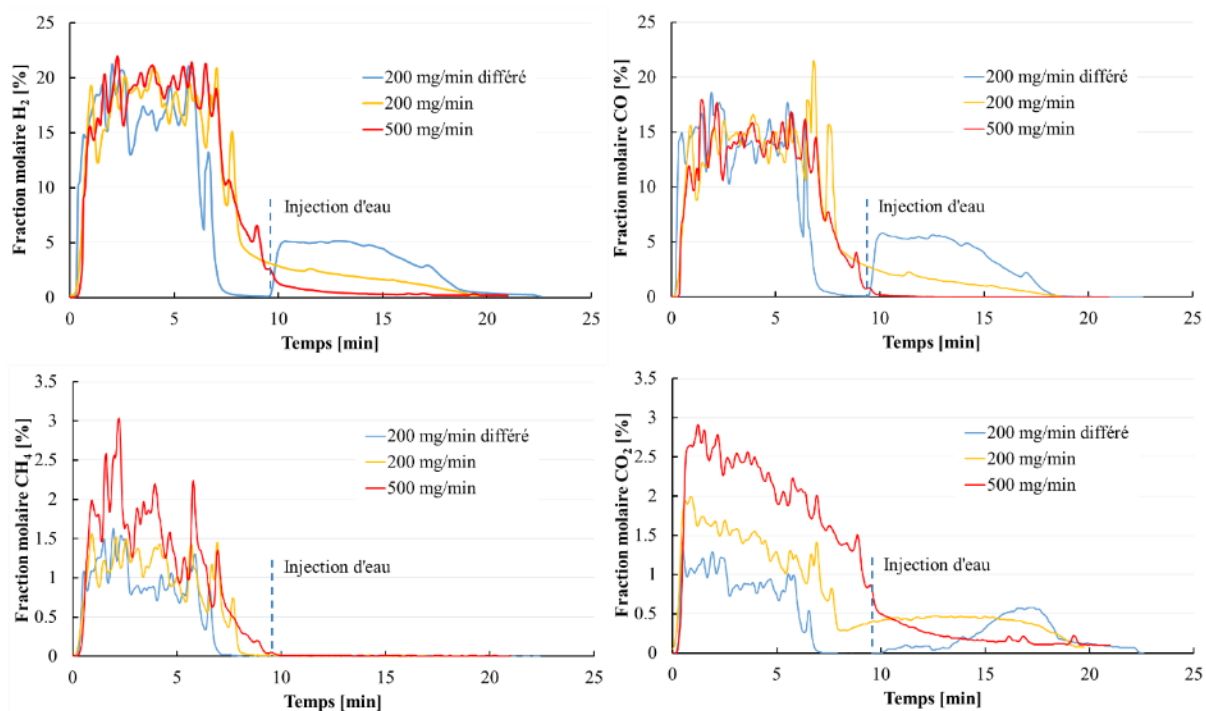 Fraction molaire H2 [%]
25
20
15
10
5
0
200 mg/min différé
200 mg/min
500 mg/min
Injection d'eau
0 5 10 15 20 25
Temps [min]
Fraction molaire CO [%]
25
20
15
10
5
0
200 mg/min différé
200 mg/min
500 mg/min
Injection d'eau
0 5 10 15 20 25
Temps [min]
Fraction molaire CH4 [%]
3.5
3
2.5
2
1.5
1
0.5
0
200 mg/min différé
200 mg/min
500 mg/min
Injection d'eau
0 5 10 15 20 25
Temps [min]
Fraction molaire CO2 [%]
3.5
3
2.5
2
1.5
1
0.5
0
200 mg/min différé
200 mg/min
500 mg/min
Injection d'eau
0 5 10 15 20 25
Temps [min]